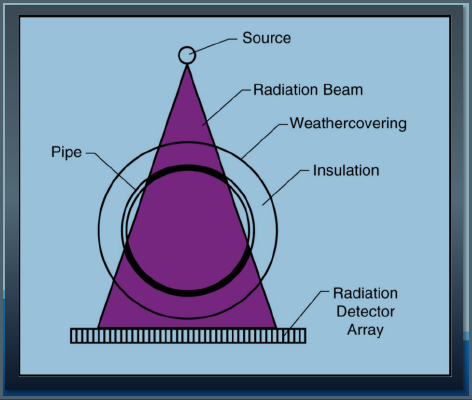 Source
Radiation Beam
Weathercovering
Pipe
Insulation
Radiation
Detector
Array